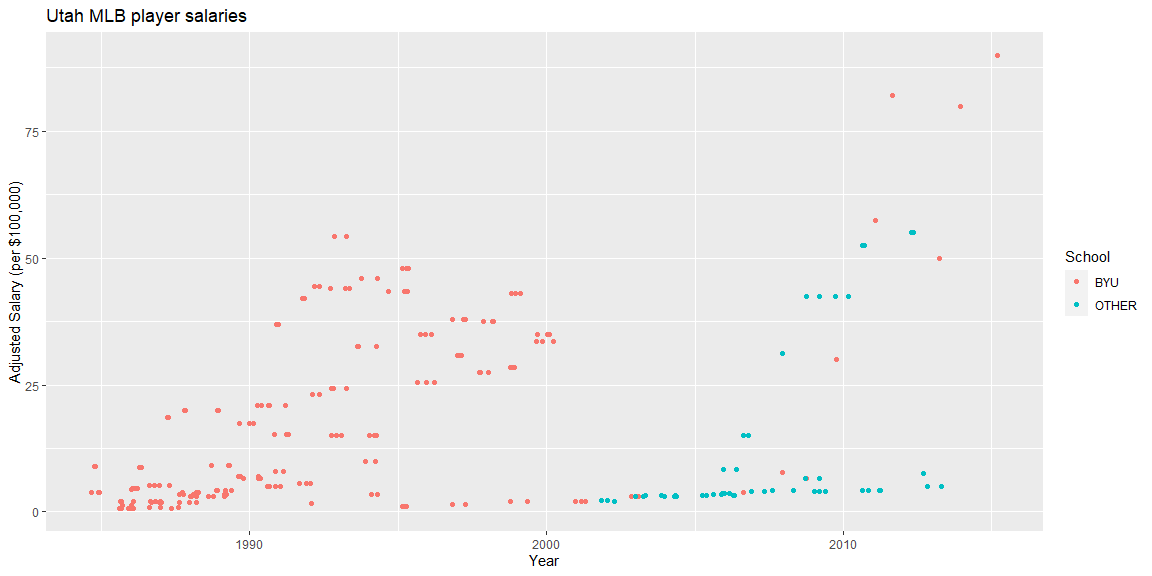 Utah MLB player salaries
Adjusted Salary (per $100,000)
75
50
25
0
1990
2000
2010
Year
School
BYU
OTHER